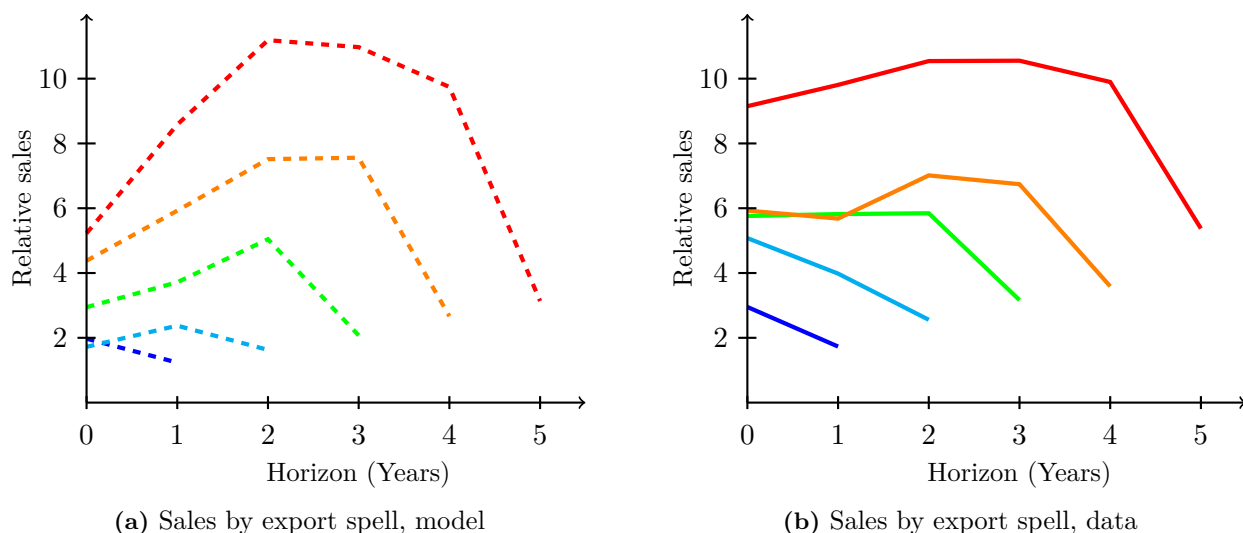 10
8
6
4
2
Relative sales
0 1 2 3 4 5
Horizon (Years)
(a) Sales by export spell, model
10
8
6
4
2
Relative sales
0 1 2 3 4 5
Horizon (Years)
(b) Sales by export spell, data